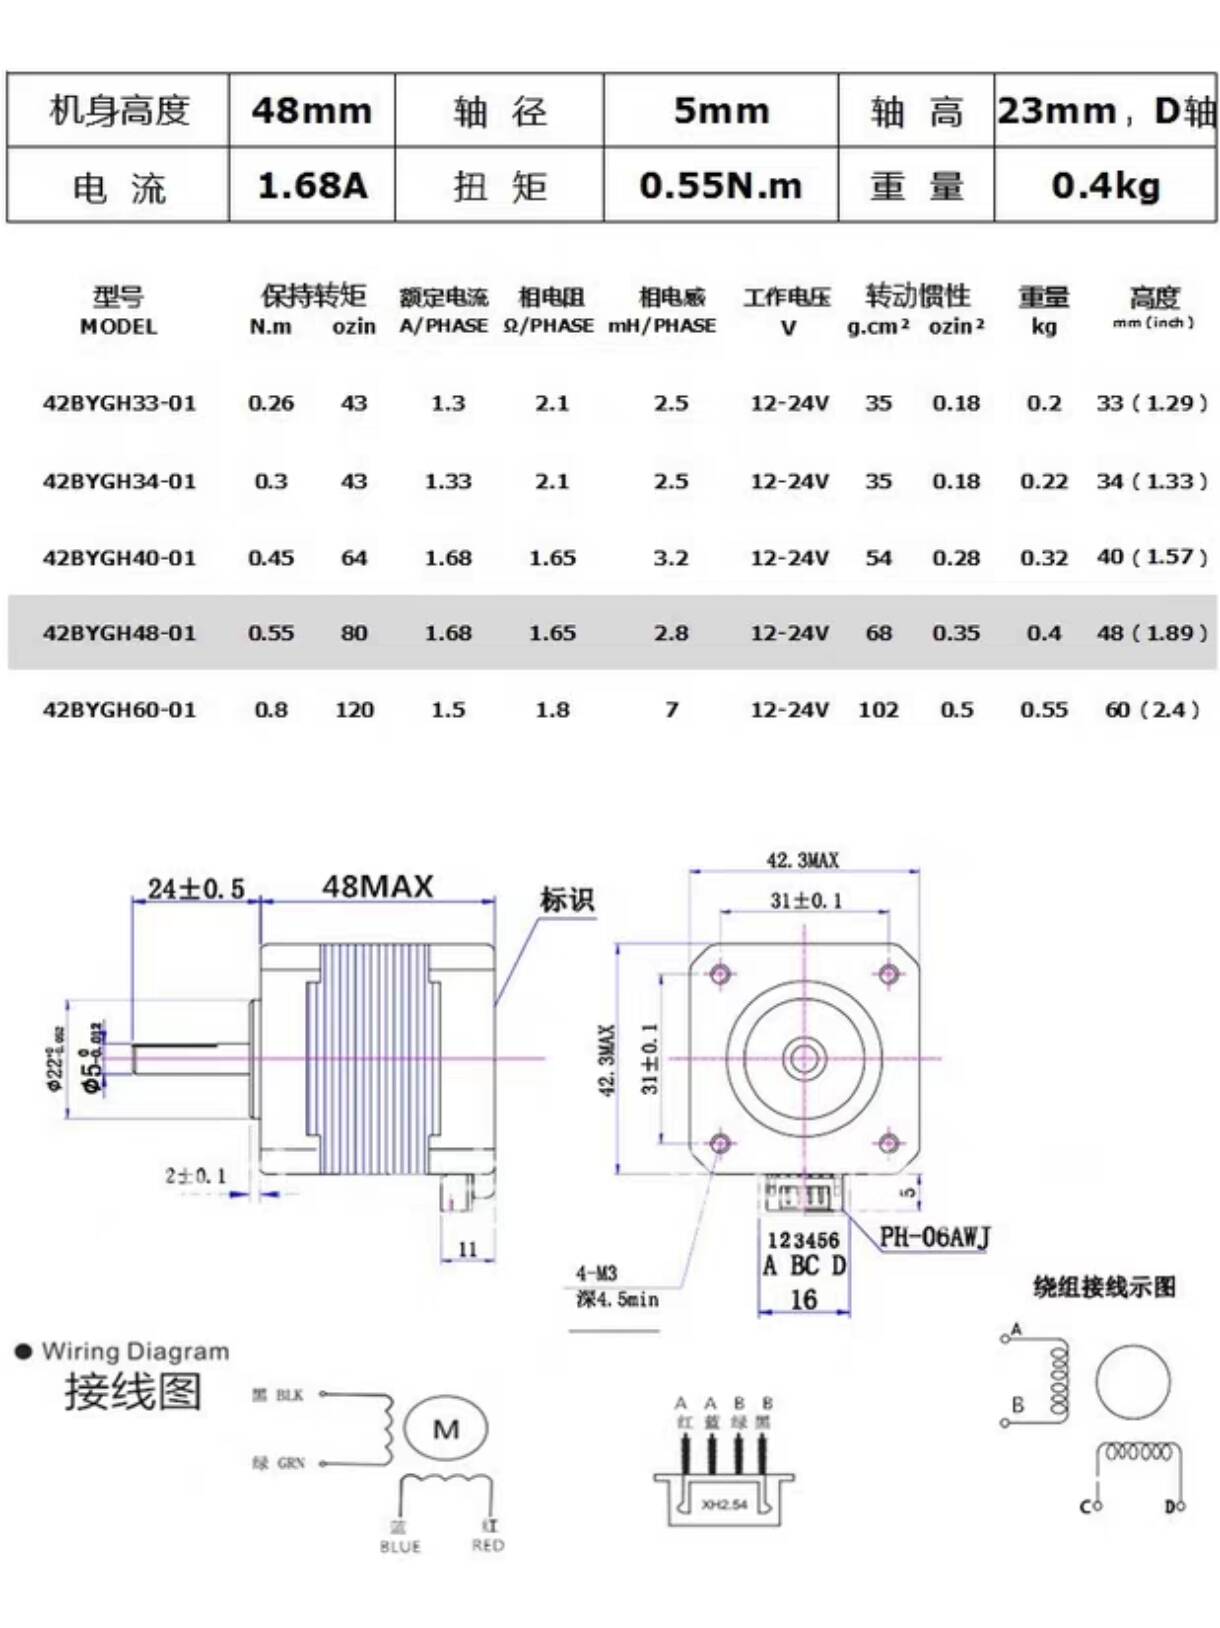 机身高度 48mm 轴 径 5mm 轴 高 23mm，D轴
电 流 1.68A 扭 矩 0.55N.m 重 量 0.4kg
型号 保持转矩 额定电流 相电阻 相电感 工作电压 转动惯性 重量 高度
MODEL N.m ozin A/PHASE Ω/PHASE mH/PHASE V g.cm² ozin² kg mm (inch)
42BYGH33-01 0.26 43 1.3 2.1 2.5 12-24V 35 0.18 0.2 33 (1.29)
42BYGH34-01 0.3 43 1.33 2.1 2.5 12-24V 35 0.18 0.22 34 (1.33)
42BYGH40-01 0.45 64 1.68 1.65 3.2 12-24V 54 0.28 0.32 40 (1.57)
42BYGH48-01 0.55 80 1.68 1.65 2.8 12-24V 68 0.35 0.4 48 (1.89)
42BYGH60-01 0.8 120 1.5 1.8 7 12-24V 102 0.5 0.55 60 (2.4)
24±0.5 48MAX 标识
42.3MAX
31±0.1
42.3MAX
31±0.1
Φ22 0 -0.052
Φ5 0 -0.012
2±0.1
11
5
PH-06AWJ
123456
A BC D
16
4-M3
深4.5min
绕组接线示图
A
B
C D
● Wiring Diagram
接线图
黑 BLK
绿 GRN
M
蓝 红
BLUE RED
A A B B
红 蓝 绿 黑
XH2.54